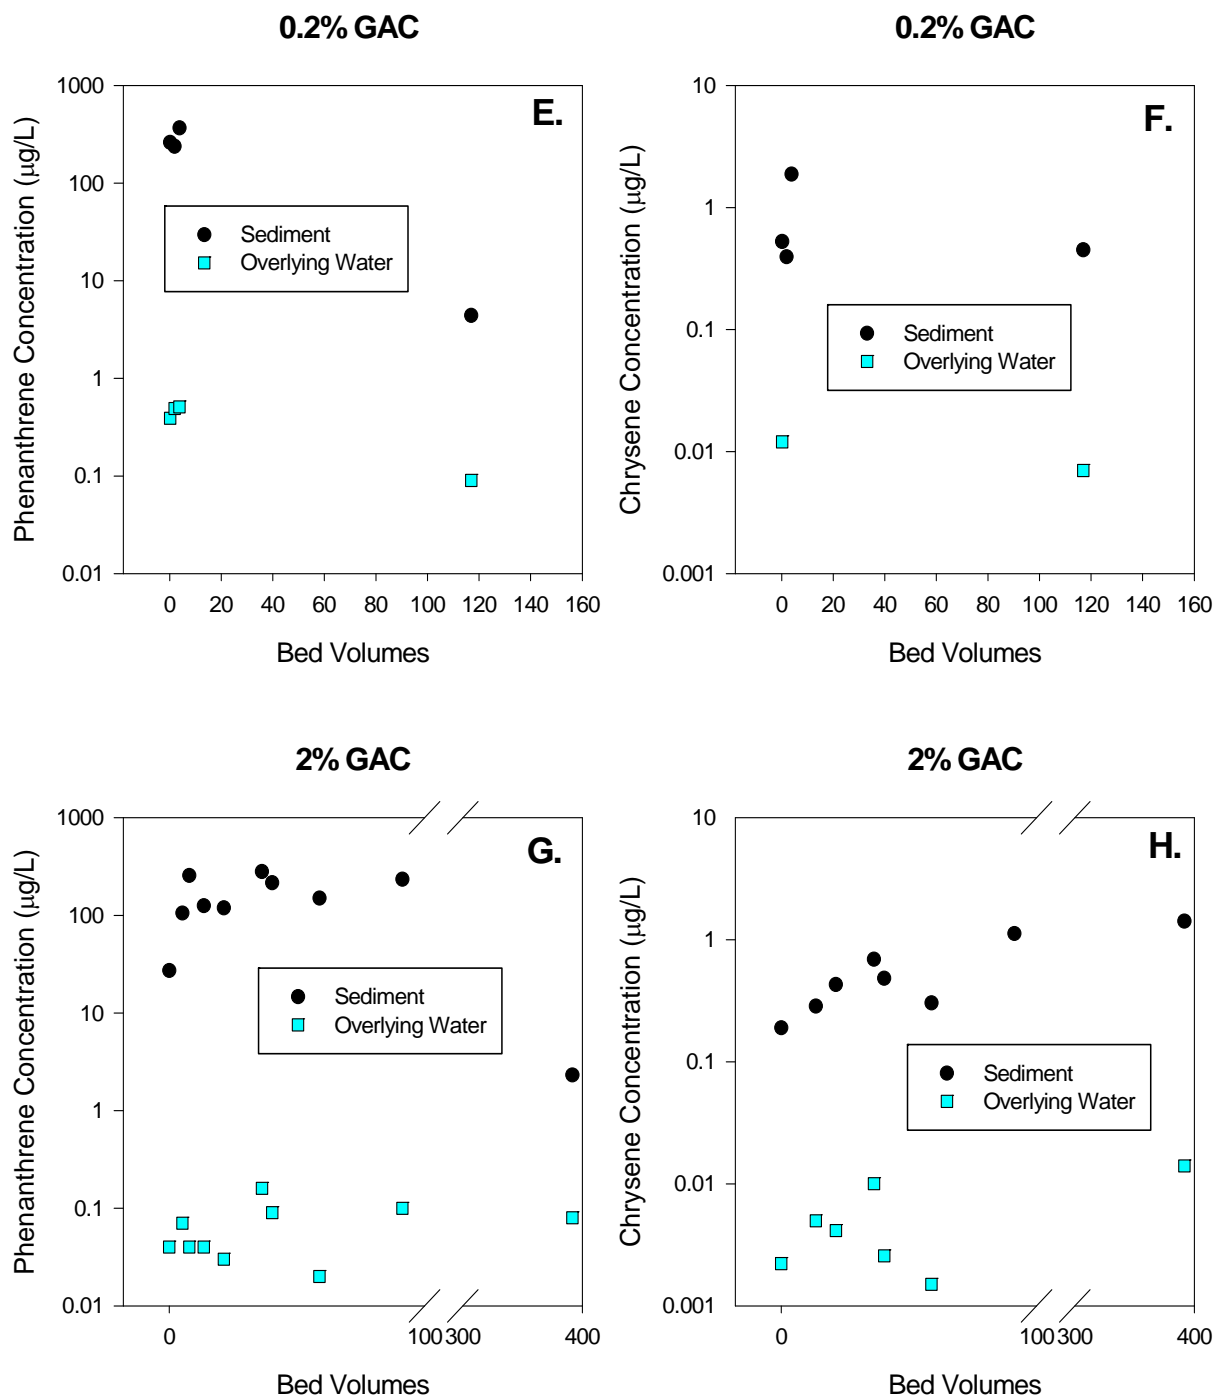 0.2% GAC
0.2% GAC
E.
Phenanthrene Concentration (μg/L)
1000
100
10
1
0.1
0.01
Sediment
Overlying Water
0 20 40 60 80 100 120 140 160
Bed Volumes
F.
Chrysene Concentration (μg/L)
10
1
0.1
0.01
0.001
Sediment
Overlying Water
0 20 40 60 80 100 120 140 160
Bed Volumes
2% GAC
2% GAC
G.
Phenanthrene Concentration (μg/L)
1000
100
10
1
0.1
0.01
Sediment
Overlying Water
0 100 300 400
Bed Volumes
H.
Chrysene Concentration (μg/L)
10
1
0.1
0.01
0.001
Sediment
Overlying Water
0 100 300 400
Bed Volumes